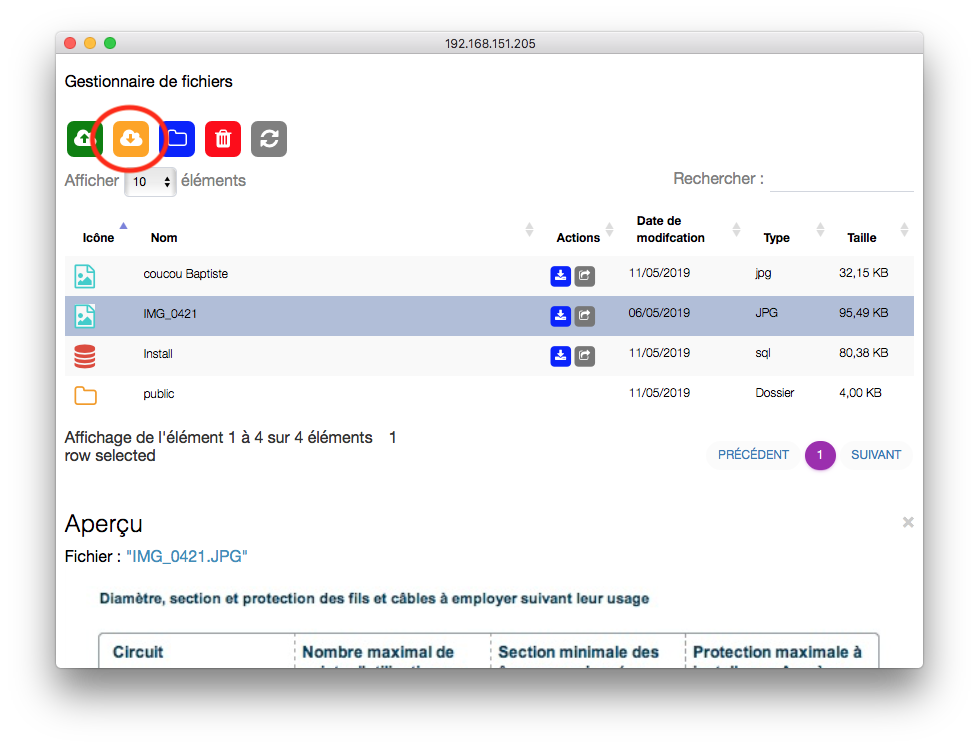 192.168.151.205
Gestionnaire de fichiers
Afficher 10 éléments
Rechercher :
Icône Nom Actions Date de modifcation Type Taille
coucou Baptiste 11/05/2019 jpg 32,15 KB
IMG_0421 06/05/2019 JPG 95,49 KB
Install 11/05/2019 sql 80,38 KB
public 11/05/2019 Dossier 4,00 KB
Affichage de l'élément 1 à 4 sur 4 éléments 1
row selected
PRÉCÉDENT 1 SUIVANT
Aperçu ×
Fichier : "IMG_0421.JPG"
Diamètre, section et protection des fils et câbles à employer suivant leur usage
Circuit Nombre maximal de Section minimale des Protection maximale à